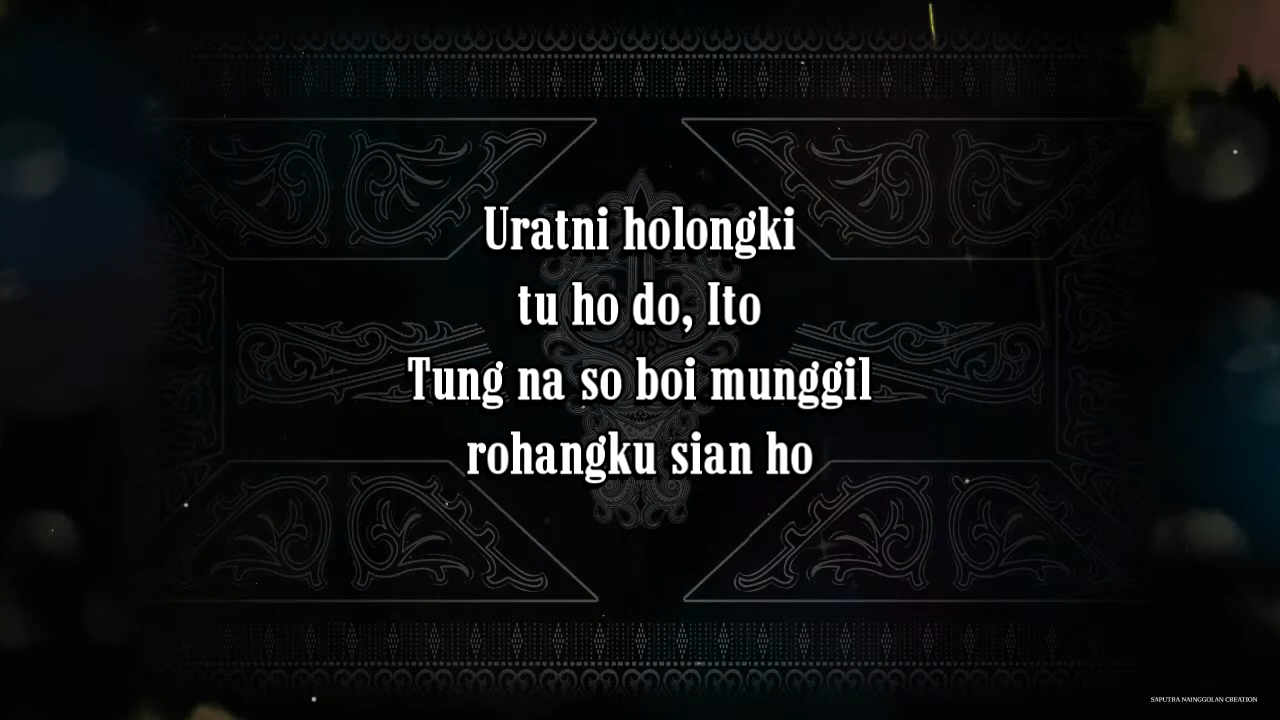 Uratni holongki
tu ho do, Ito
Tung na so boi munggil
rohangku sian ho
SAPUTRA NAINGGOLAN CREATION